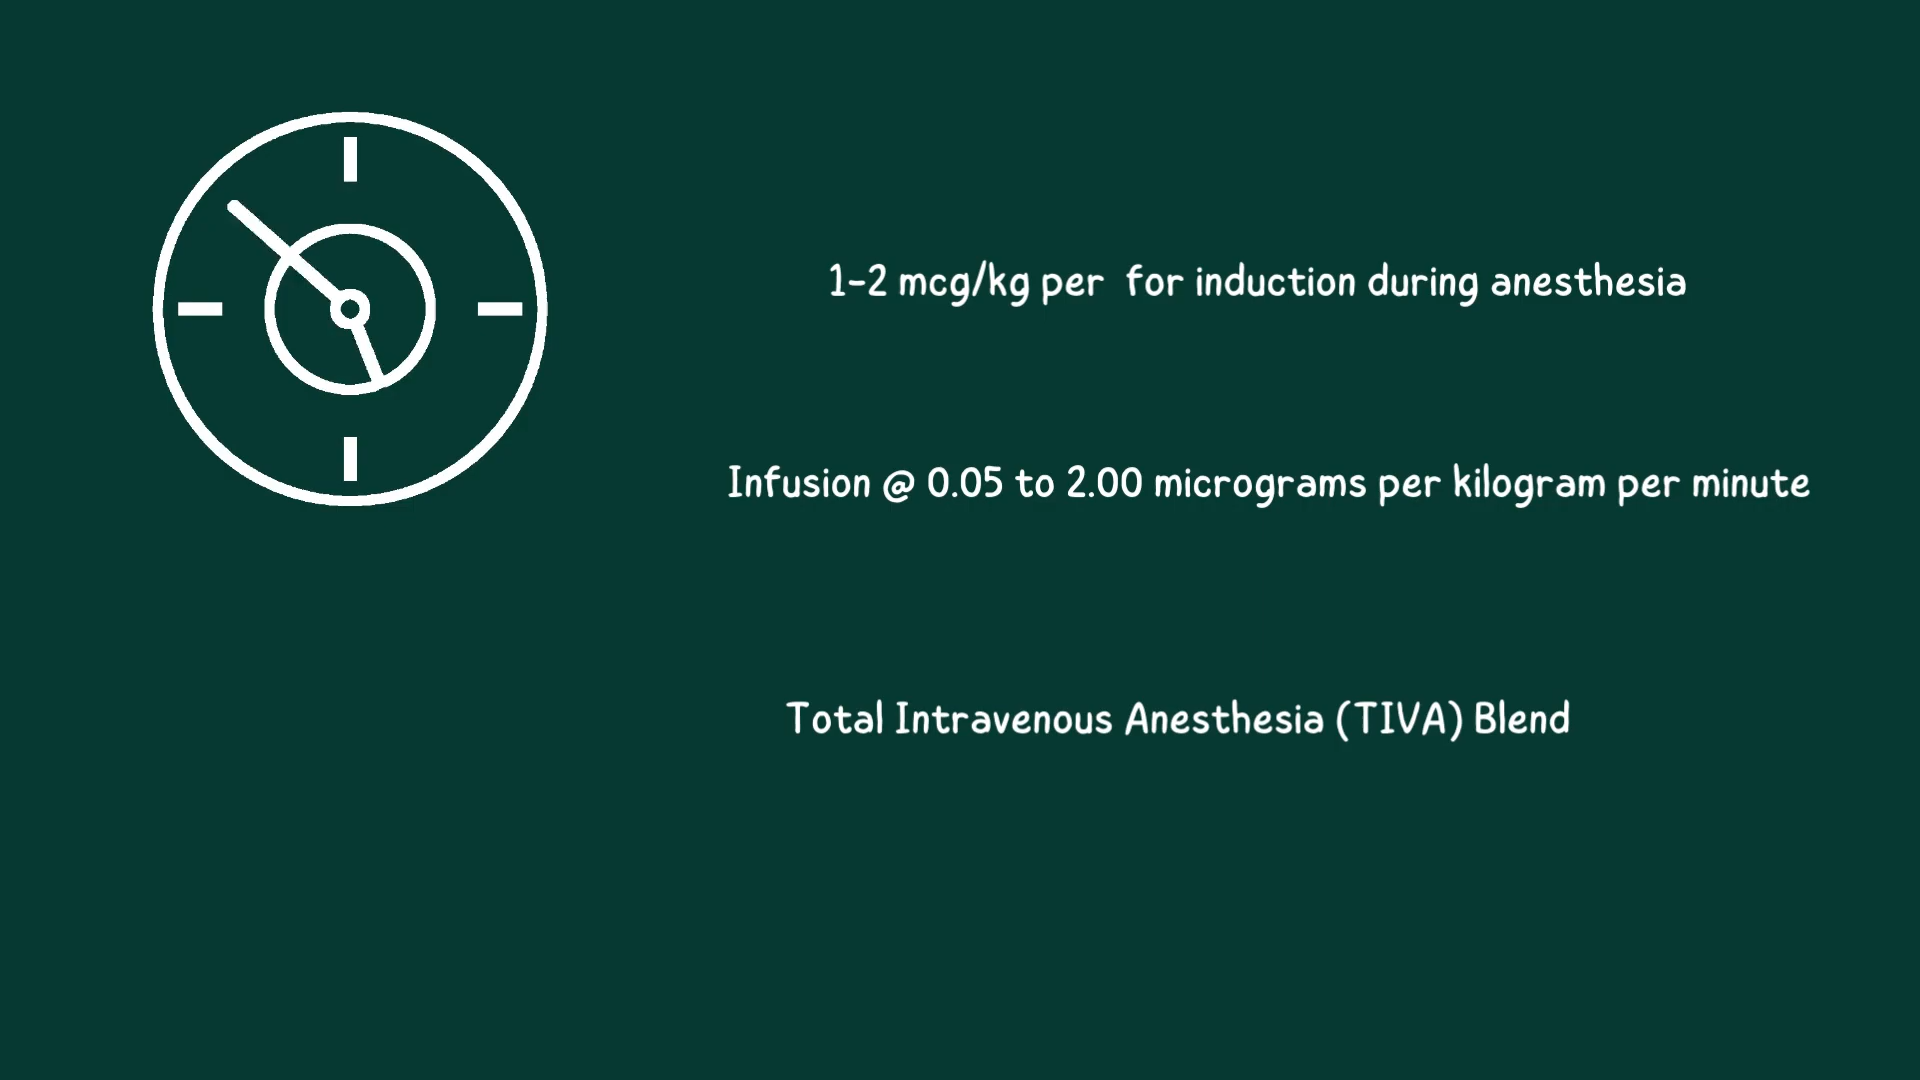 1-2 mcg/kg per for induction during anesthesia
Infusion @ 0.05 to 2.00 micrograms per kilogram per minute
Total Intravenous Anesthesia (TIVA) Blend